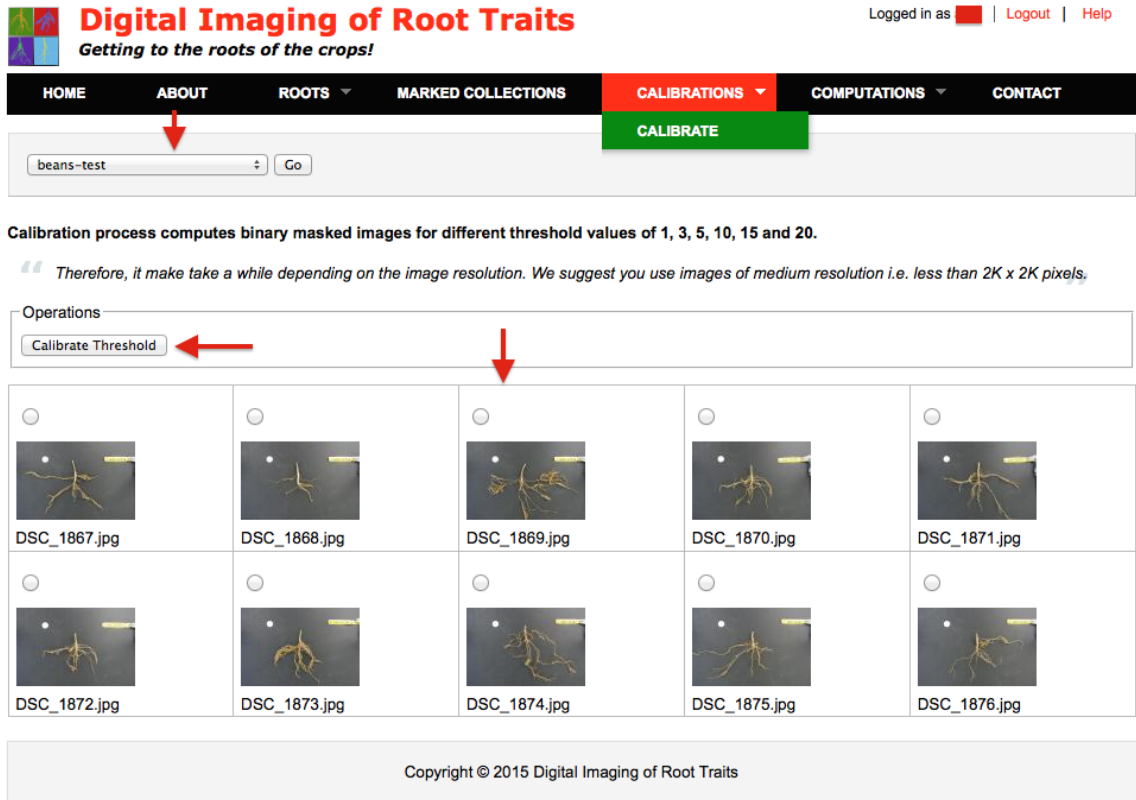 Digital Imaging of Root Traits
Getting to the roots of the crops!
Logged in as | Logout | Help
HOME ABOUT ROOTS MARKED COLLECTIONS CALIBRATIONS COMPUTATIONS CONTACT
CALIBRATE
beans-test Go
Calibration process computes binary masked images for different threshold values of 1, 3, 5, 10, 15 and 20.
“ Therefore, it make take a while depending on the image resolution. We suggest you use images of medium resolution i.e. less than 2K x 2K pixels. ”
Operations
Calibrate Threshold
DSC_1867.jpg DSC_1868.jpg DSC_1869.jpg DSC_1870.jpg DSC_1871.jpg
DSC_1872.jpg DSC_1873.jpg DSC_1874.jpg DSC_1875.jpg DSC_1876.jpg
Copyright © 2015 Digital Imaging of Root Traits